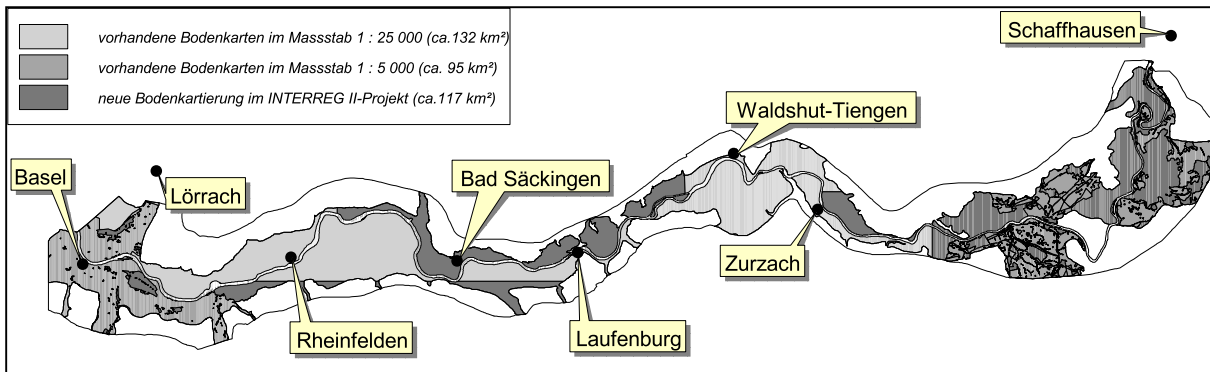 vorhandene Bodenkarten im Massstab 1 : 25 000 (ca.132 km²)
vorhandene Bodenkarten im Massstab 1 : 5 000 (ca. 95 km²)
neue Bodenkartierung im INTERREG II-Projekt (ca.117 km²)
Schaffhausen
Waldshut-Tiengen
Basel
Lörrach
Bad Säckingen
Zurzach
Rheinfelden
Laufenburg